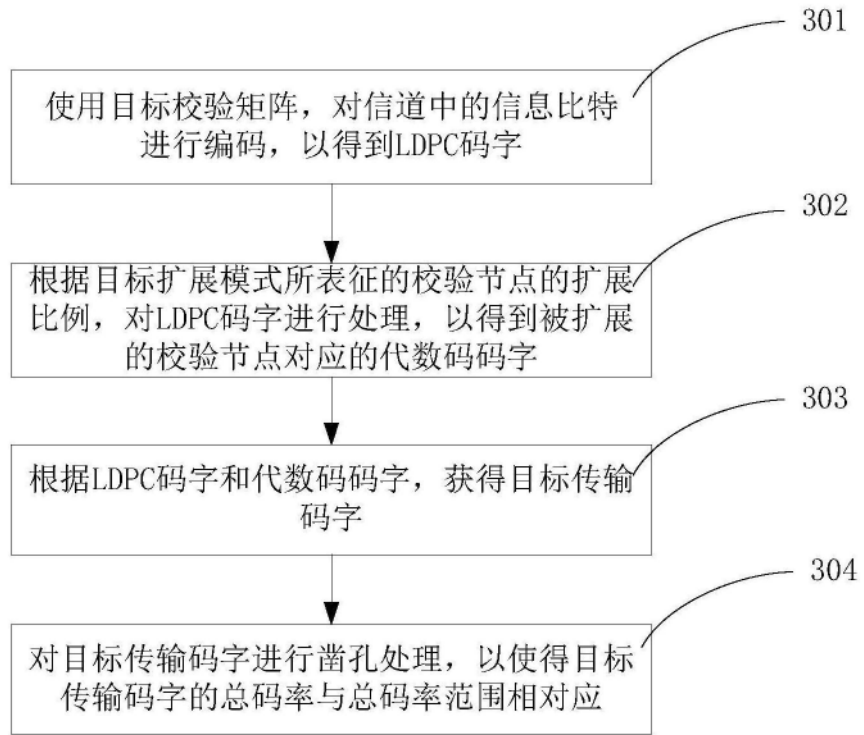 301
使用目标校验矩阵，对信道中的信息比特
进行编码，以得到LDPC码字
302
根据目标扩展模式所表征的校验节点的扩展
比例，对LDPC码字进行处理，以得到被扩展
的校验节点对应的代数码码字
303
根据LDPC码字和代数码码字，获得目标传输
码字
304
对目标传输码字进行凿孔处理，以使得目标
传输码字的总码率与总码率范围相对应